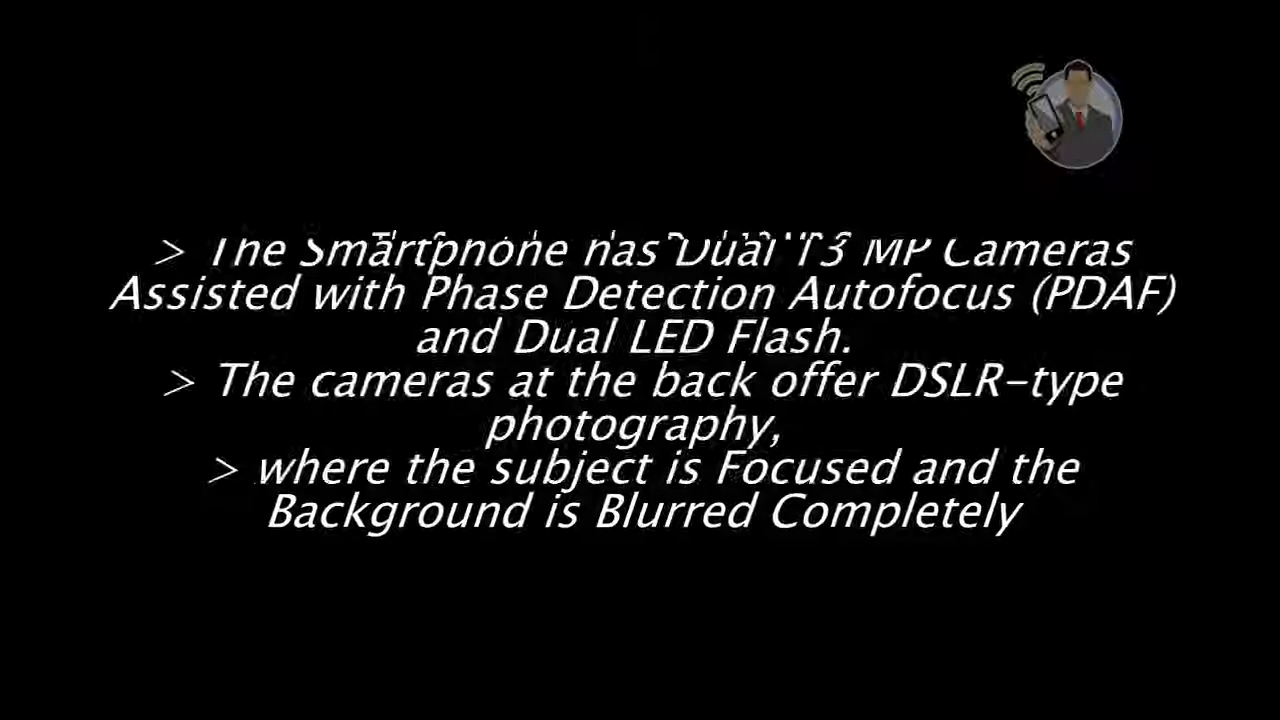 > The Smartphone has Dual 13 MP Cameras
Assisted with Phase Detection Autofocus (PDAF)
and Dual LED Flash.
> The cameras at the back offer DSLR-type
photography,
> where the subject is Focused and the
Background is Blurred Completely